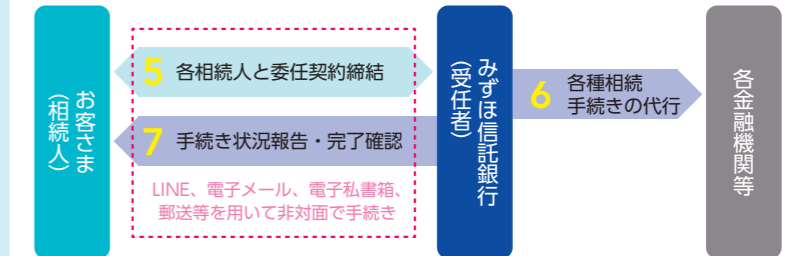 お客さま
（相続人）
5 各相続人と委任契約締結
7 手続き状況報告・完了確認
LINE、電子メール、電子私書箱、
郵送等を用いて非対面で手続き
みずほ信託銀行
（受任者）
6 各種相続
手続きの代行
各金融機関等